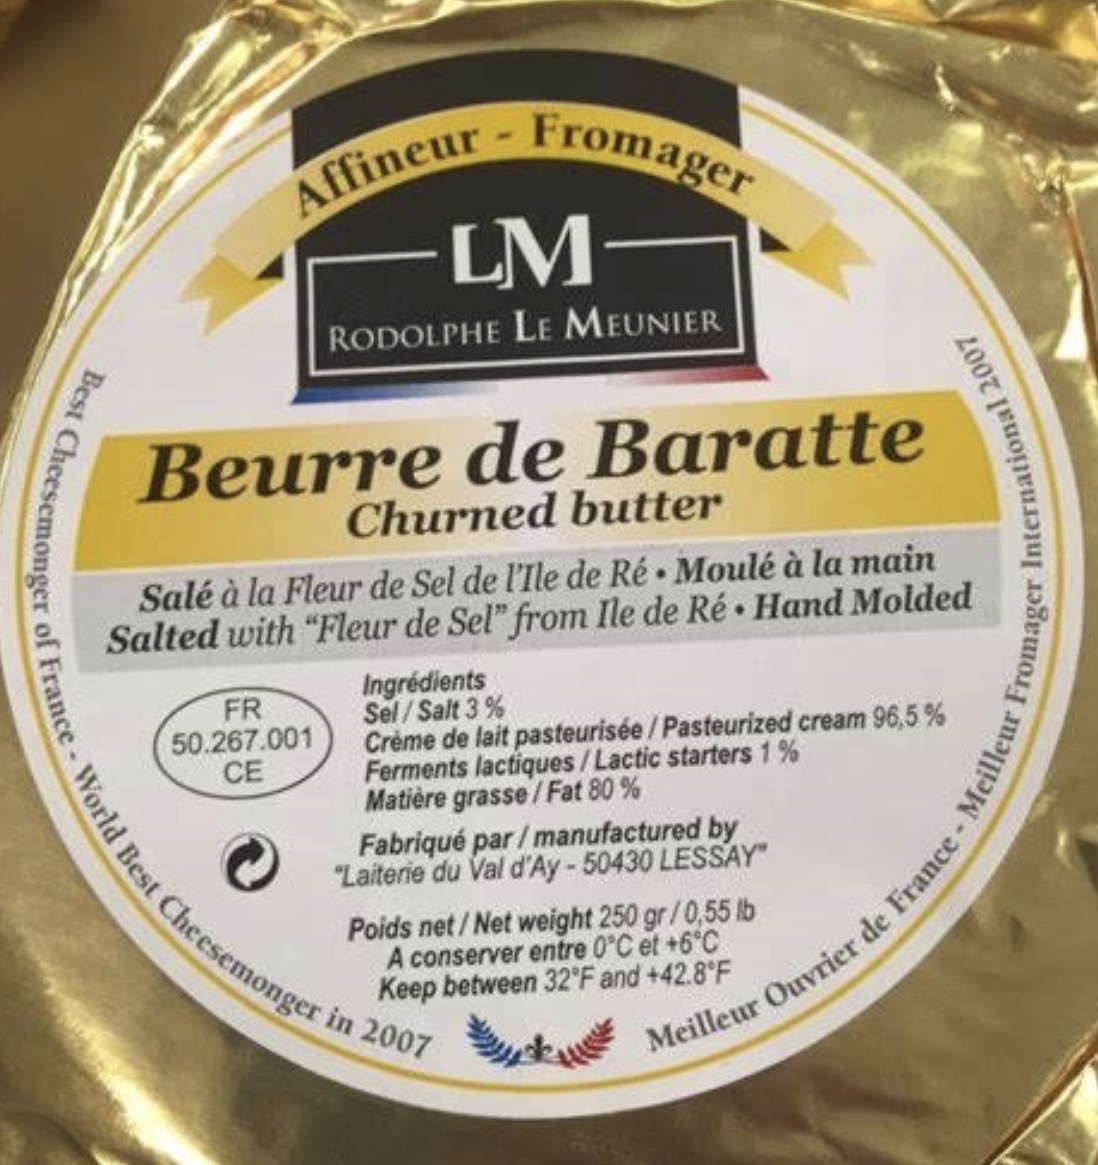 Affineur - Fromager
LM
RODOLPHE LE MEUNIER
Beurre de Baratte
Churned butter
Salé à la Fleur de Sel de l'Ile de Ré • Moulé à la main
Salted with “Fleur de Sel” from Ile de Ré • Hand Molded
FR
50.267.001
CE
Ingrédients
Sel / Salt 3 %
Crème de lait pasteurisée / Pasteurized cream 96,5 %
Ferments lactiques / Lactic starters 1 %
Matière grasse / Fat 80 %
Fabriqué par / manufactured by
"Laiterie du Val d'Ay - 50430 LESSAY"
Poids net / Net weight 250 gr / 0,55 lb
A conserver entre 0°C et +6°C
Keep between 32°F and +42.8°F
Best Cheesemonger of France - World Best Cheesemonger in 2007
Meilleur Ouvrier de France - Meilleur Fromager International 2007